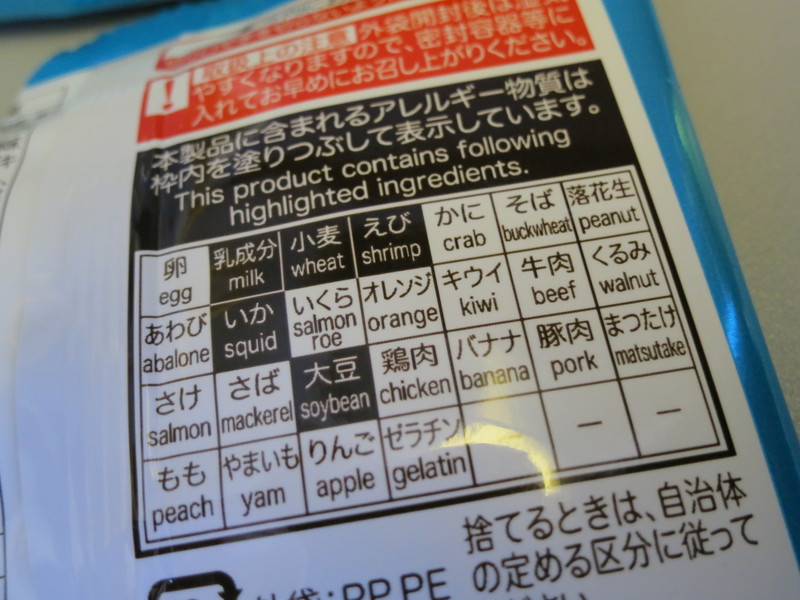 取扱上の注意 外袋開封後は湿気
やすくなりますので、密封容器等に
入れてお早めにお召し上がりください。
!
本製品に含まれるアレルギー物質は
枠内を塗りつぶして表示しています。
This product contains following
highlighted ingredients.
卵 乳成分 小麦 えび かに そば 落花生
egg milk wheat shrimp crab buckwheat peanut
あわび いか いくら オレンジ キウイ 牛肉 くるみ
abalone squid salmon roe orange kiwi beef walnut
さけ さば 大豆 鶏肉 バナナ 豚肉 まつたけ
salmon mackerel soybean chicken banana pork matsutake
もも やまいも りんご ゼラチン — — —
peach yam apple gelatin
捨てるときは、自治体
の定める区分に従って
外袋:PP,PE